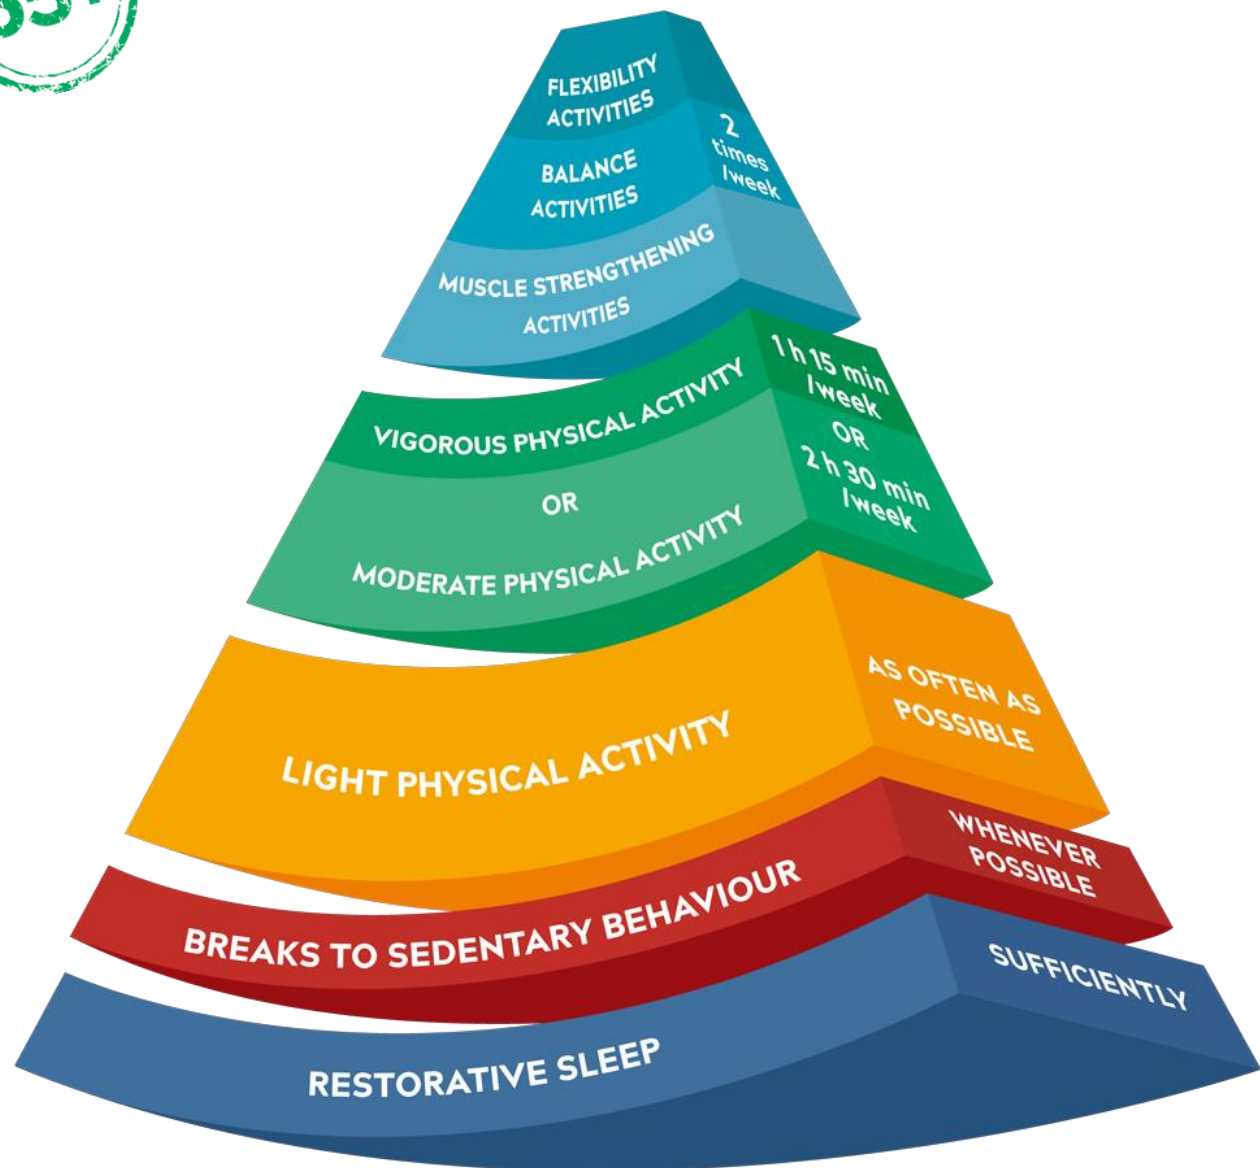 FLEXIBILITY
ACTIVITIES
BALANCE
ACTIVITIES
2
times
/week
MUSCLE STRENGTHENING
ACTIVITIES
VIGOROUS PHYSICAL ACTIVITY
1 h 15 min
/week
OR
OR
MODERATE PHYSICAL ACTIVITY
2 h 30 min
/week
LIGHT PHYSICAL ACTIVITY
AS OFTEN AS
POSSIBLE
BREAKS TO SEDENTARY BEHAVIOUR
WHENEVER
POSSIBLE
RESTORATIVE SLEEP
SUFFICIENTLY